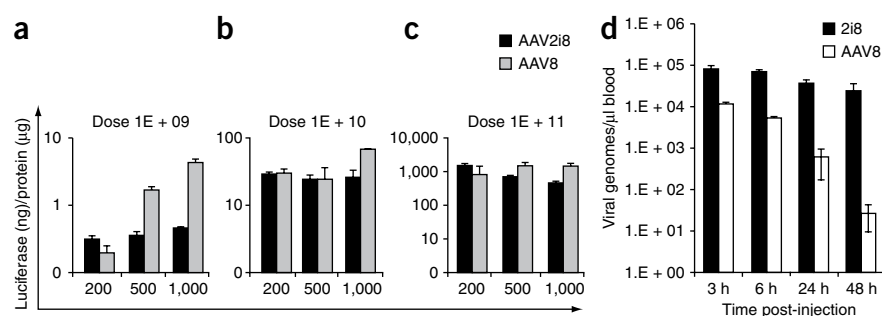 a
b
c
d
AAV2i8
AAV8
Luciferase (ng)/protein (µg)
Dose 1E + 09
10
1
0
200 500 1,000
Dose 1E + 10
100
10
0
200 500 1,000
Dose 1E + 11
10,000
1,000
100
10
0
200 500 1,000
Viral genomes/µl blood
1.E + 06
1.E + 05
1.E + 04
1.E + 03
1.E + 02
1.E + 01
1.E + 00
2i8
AAV8
3 h 6 h 24 h 48 h
Time post-injection